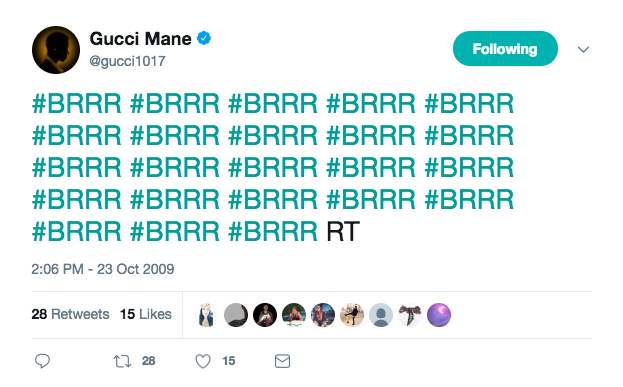 Gucci Mane
@gucci1017
Following
#BRRR #BRRR #BRRR #BRRR #BRRR
#BRRR #BRRR #BRRR #BRRR #BRRR
#BRRR #BRRR #BRRR #BRRR #BRRR
#BRRR #BRRR #BRRR #BRRR #BRRR
#BRRR #BRRR #BRRR RT
2:06 PM - 23 Oct 2009
28 Retweets 15 Likes
28 15